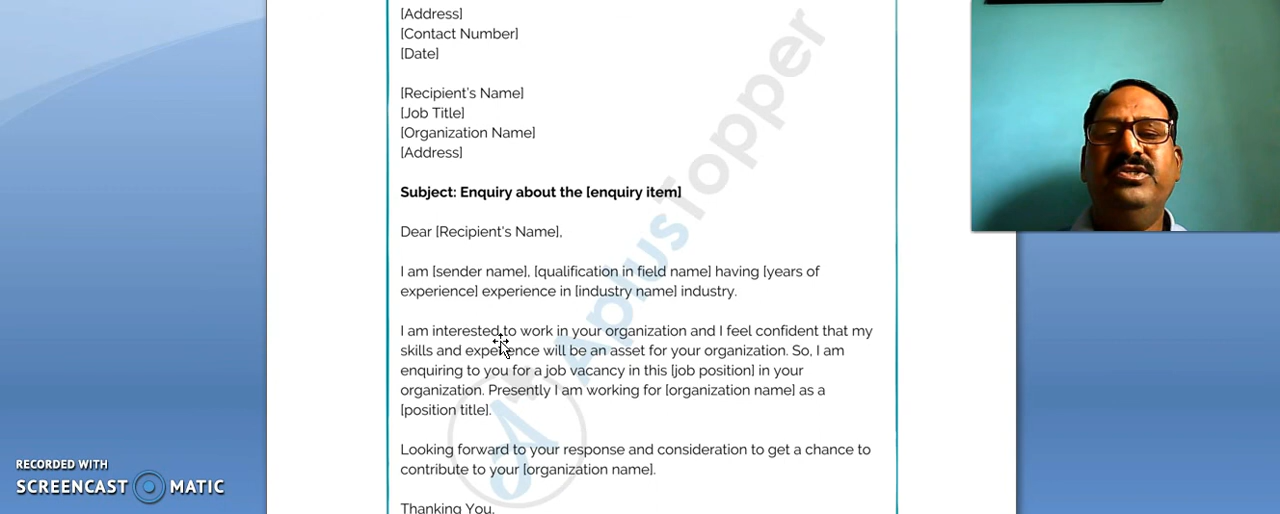 [Address]
[Contact Number]
[Date]
[Recipient's Name]
[Job Title]
[Organization Name]
[Address]
Subject: Enquiry about the [enquiry item]
Dear [Recipient's Name],
I am [sender name], [qualification in field name] having [years of
experience] experience in [industry name] industry.
I am interested to work in your organization and I feel confident that my
skills and experience will be an asset for your organization. So, I am
enquiring to you for a job vacancy in this [job position] in your
organization. Presently I am working for [organization name] as a
[position title].
Looking forward to your response and consideration to get a chance to
contribute to your [organization name].
Thanking You,
AplusTopper
RECORDED WITH
SCREENCAST MATIC